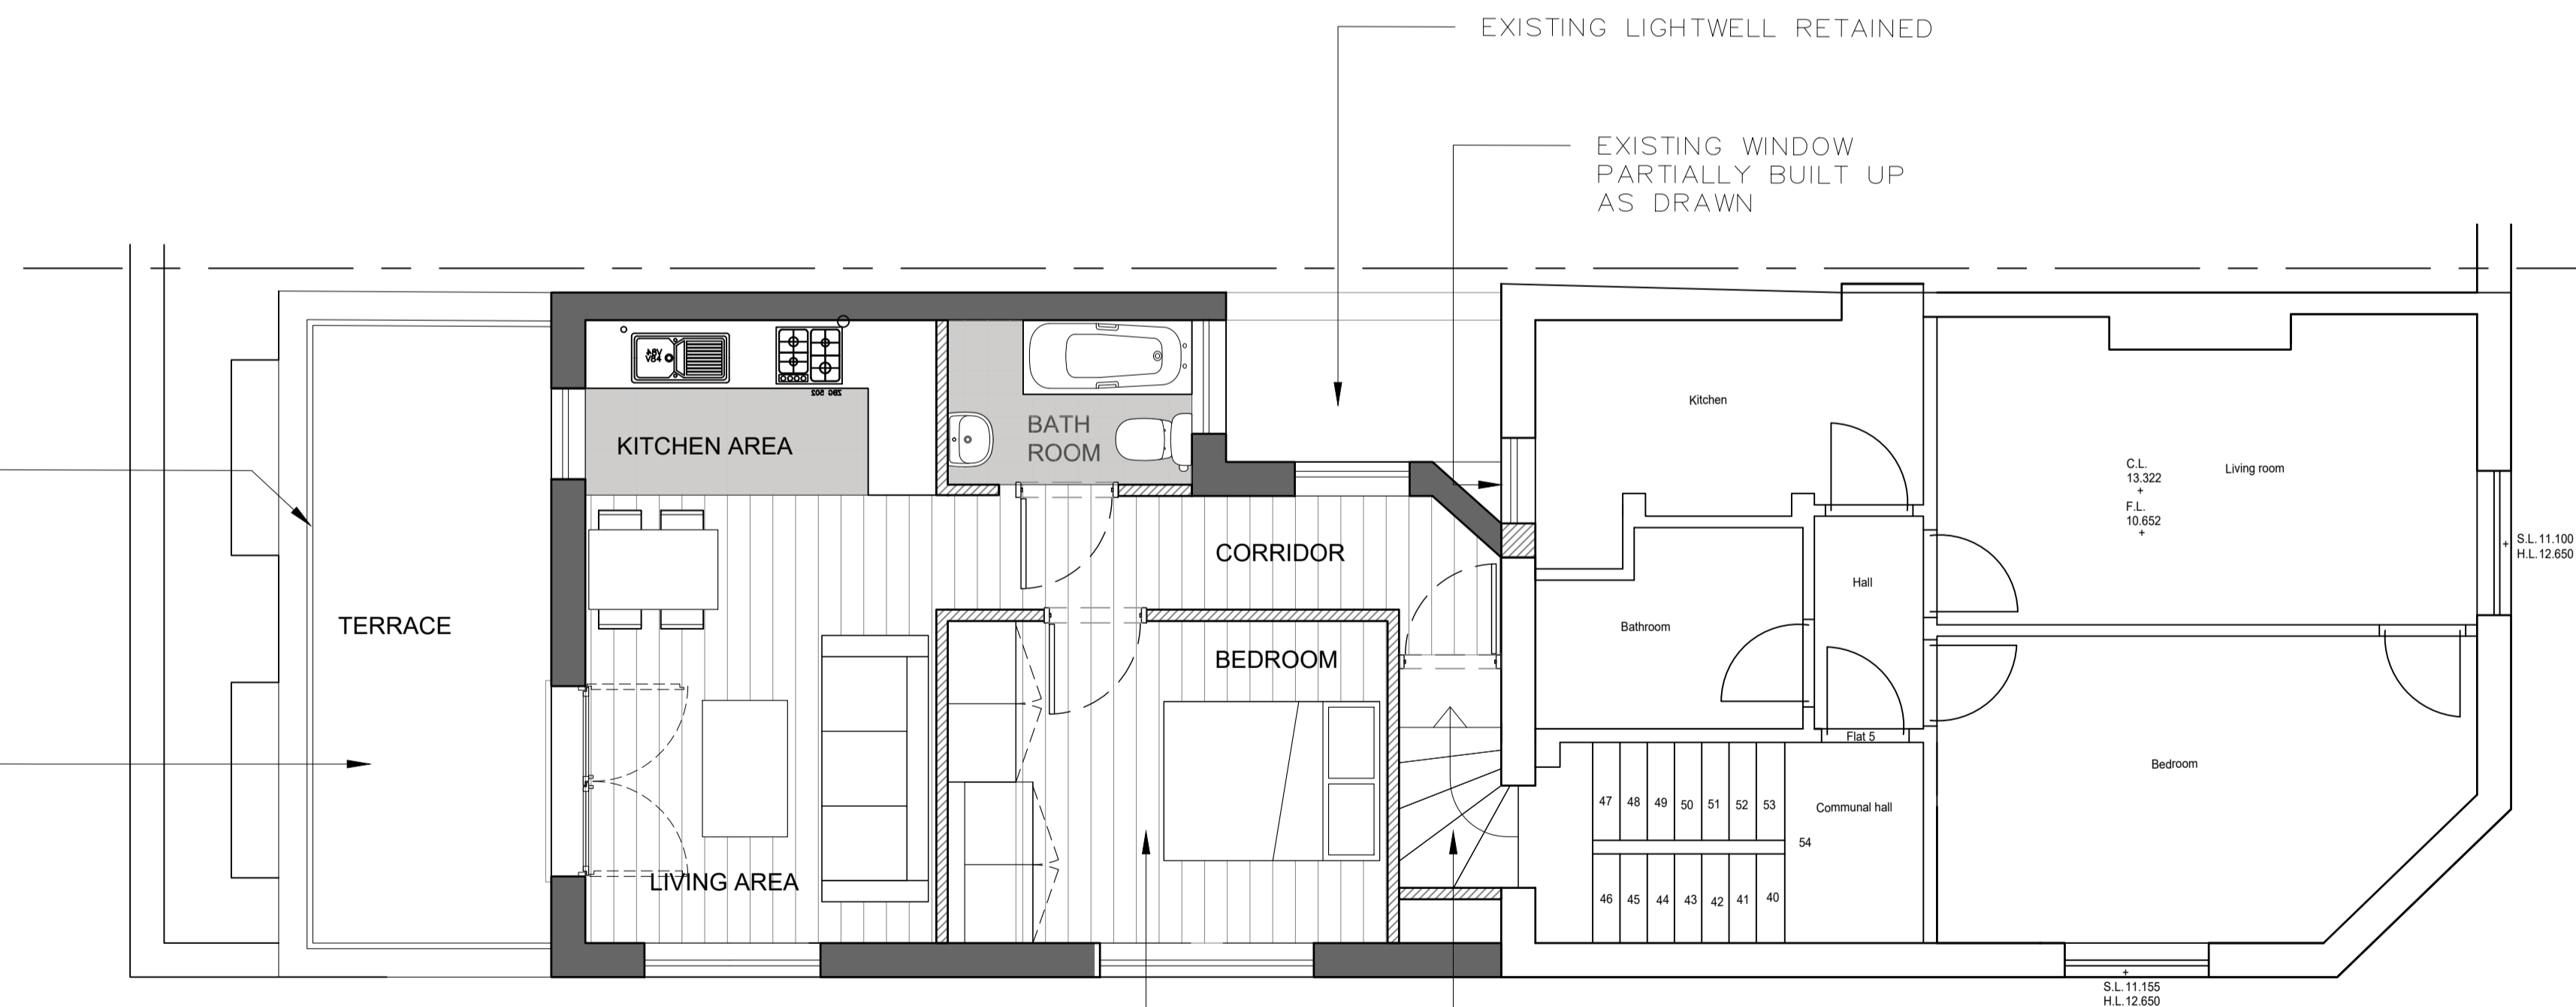 EXISTING LIGHTWELL RETAINED
EXISTING WINDOW
PARTIALLY BUILT UP
AS DRAWN
KITCHEN AREA
BATH
ROOM
CORRIDOR
TERRACE
BEDROOM
LIVING AREA
Kitchen
Living room
C.L.
13.322
+
F.L.
10.652
+
+ S.L.11.100
H.L.12.650
Hall
Bathroom
Flat 5
Bedroom
Communal hall
47 48 49 50 51 52 53
54
46 45 44 43 42 41 40
+
S.L.11.155
H.L.12.650
ZBG 502